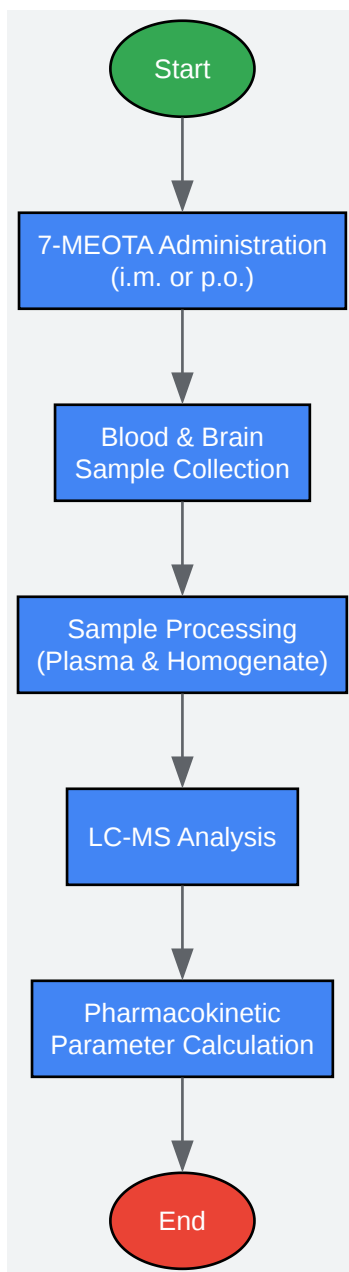 Start
7-MEOTA Administration
(i.m. or p.o.)
Blood & Brain
Sample Collection
Sample Processing
(Plasma & Homogenate)
LC-MS Analysis
Pharmacokinetic
Parameter Calculation
End